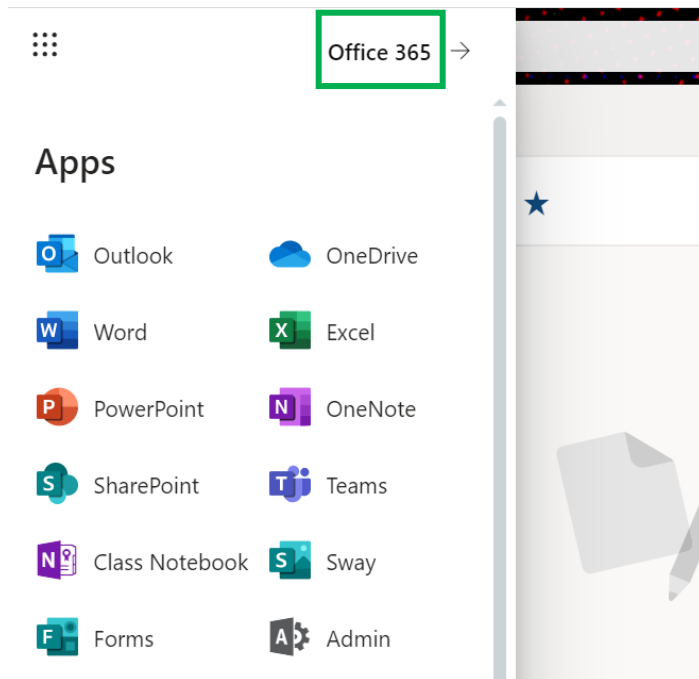 Office 365 →
Apps
Outlook OneDrive
Word Excel
PowerPoint OneNote
SharePoint Teams
Class Notebook Sway
Forms Admin